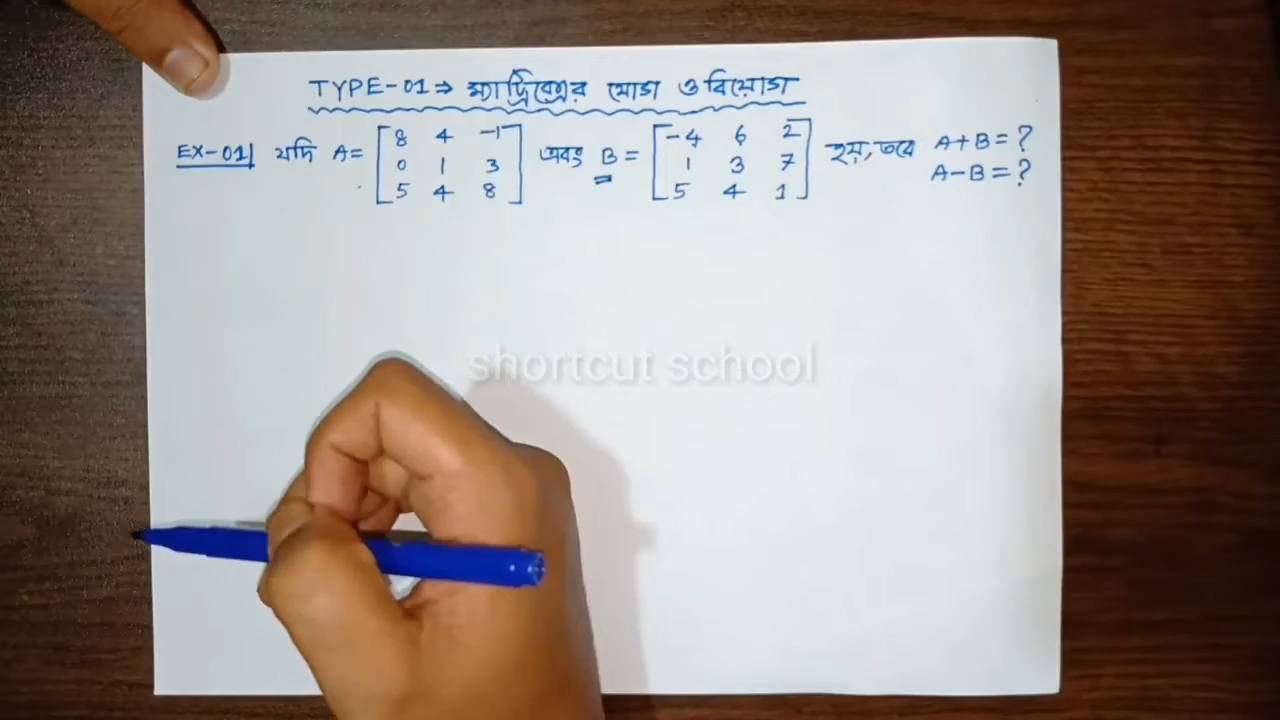 TYPE-01⇒ ম্যাট্রিক্সের যোগ ও বিয়োগ
EX-01| যদি A= [8 4 -1
0 1 3
5 4 8] এবং B = [-4 6 2
1 3 7
5 4 1] হয়, তবে A+B=?
A-B=?
shortcut school